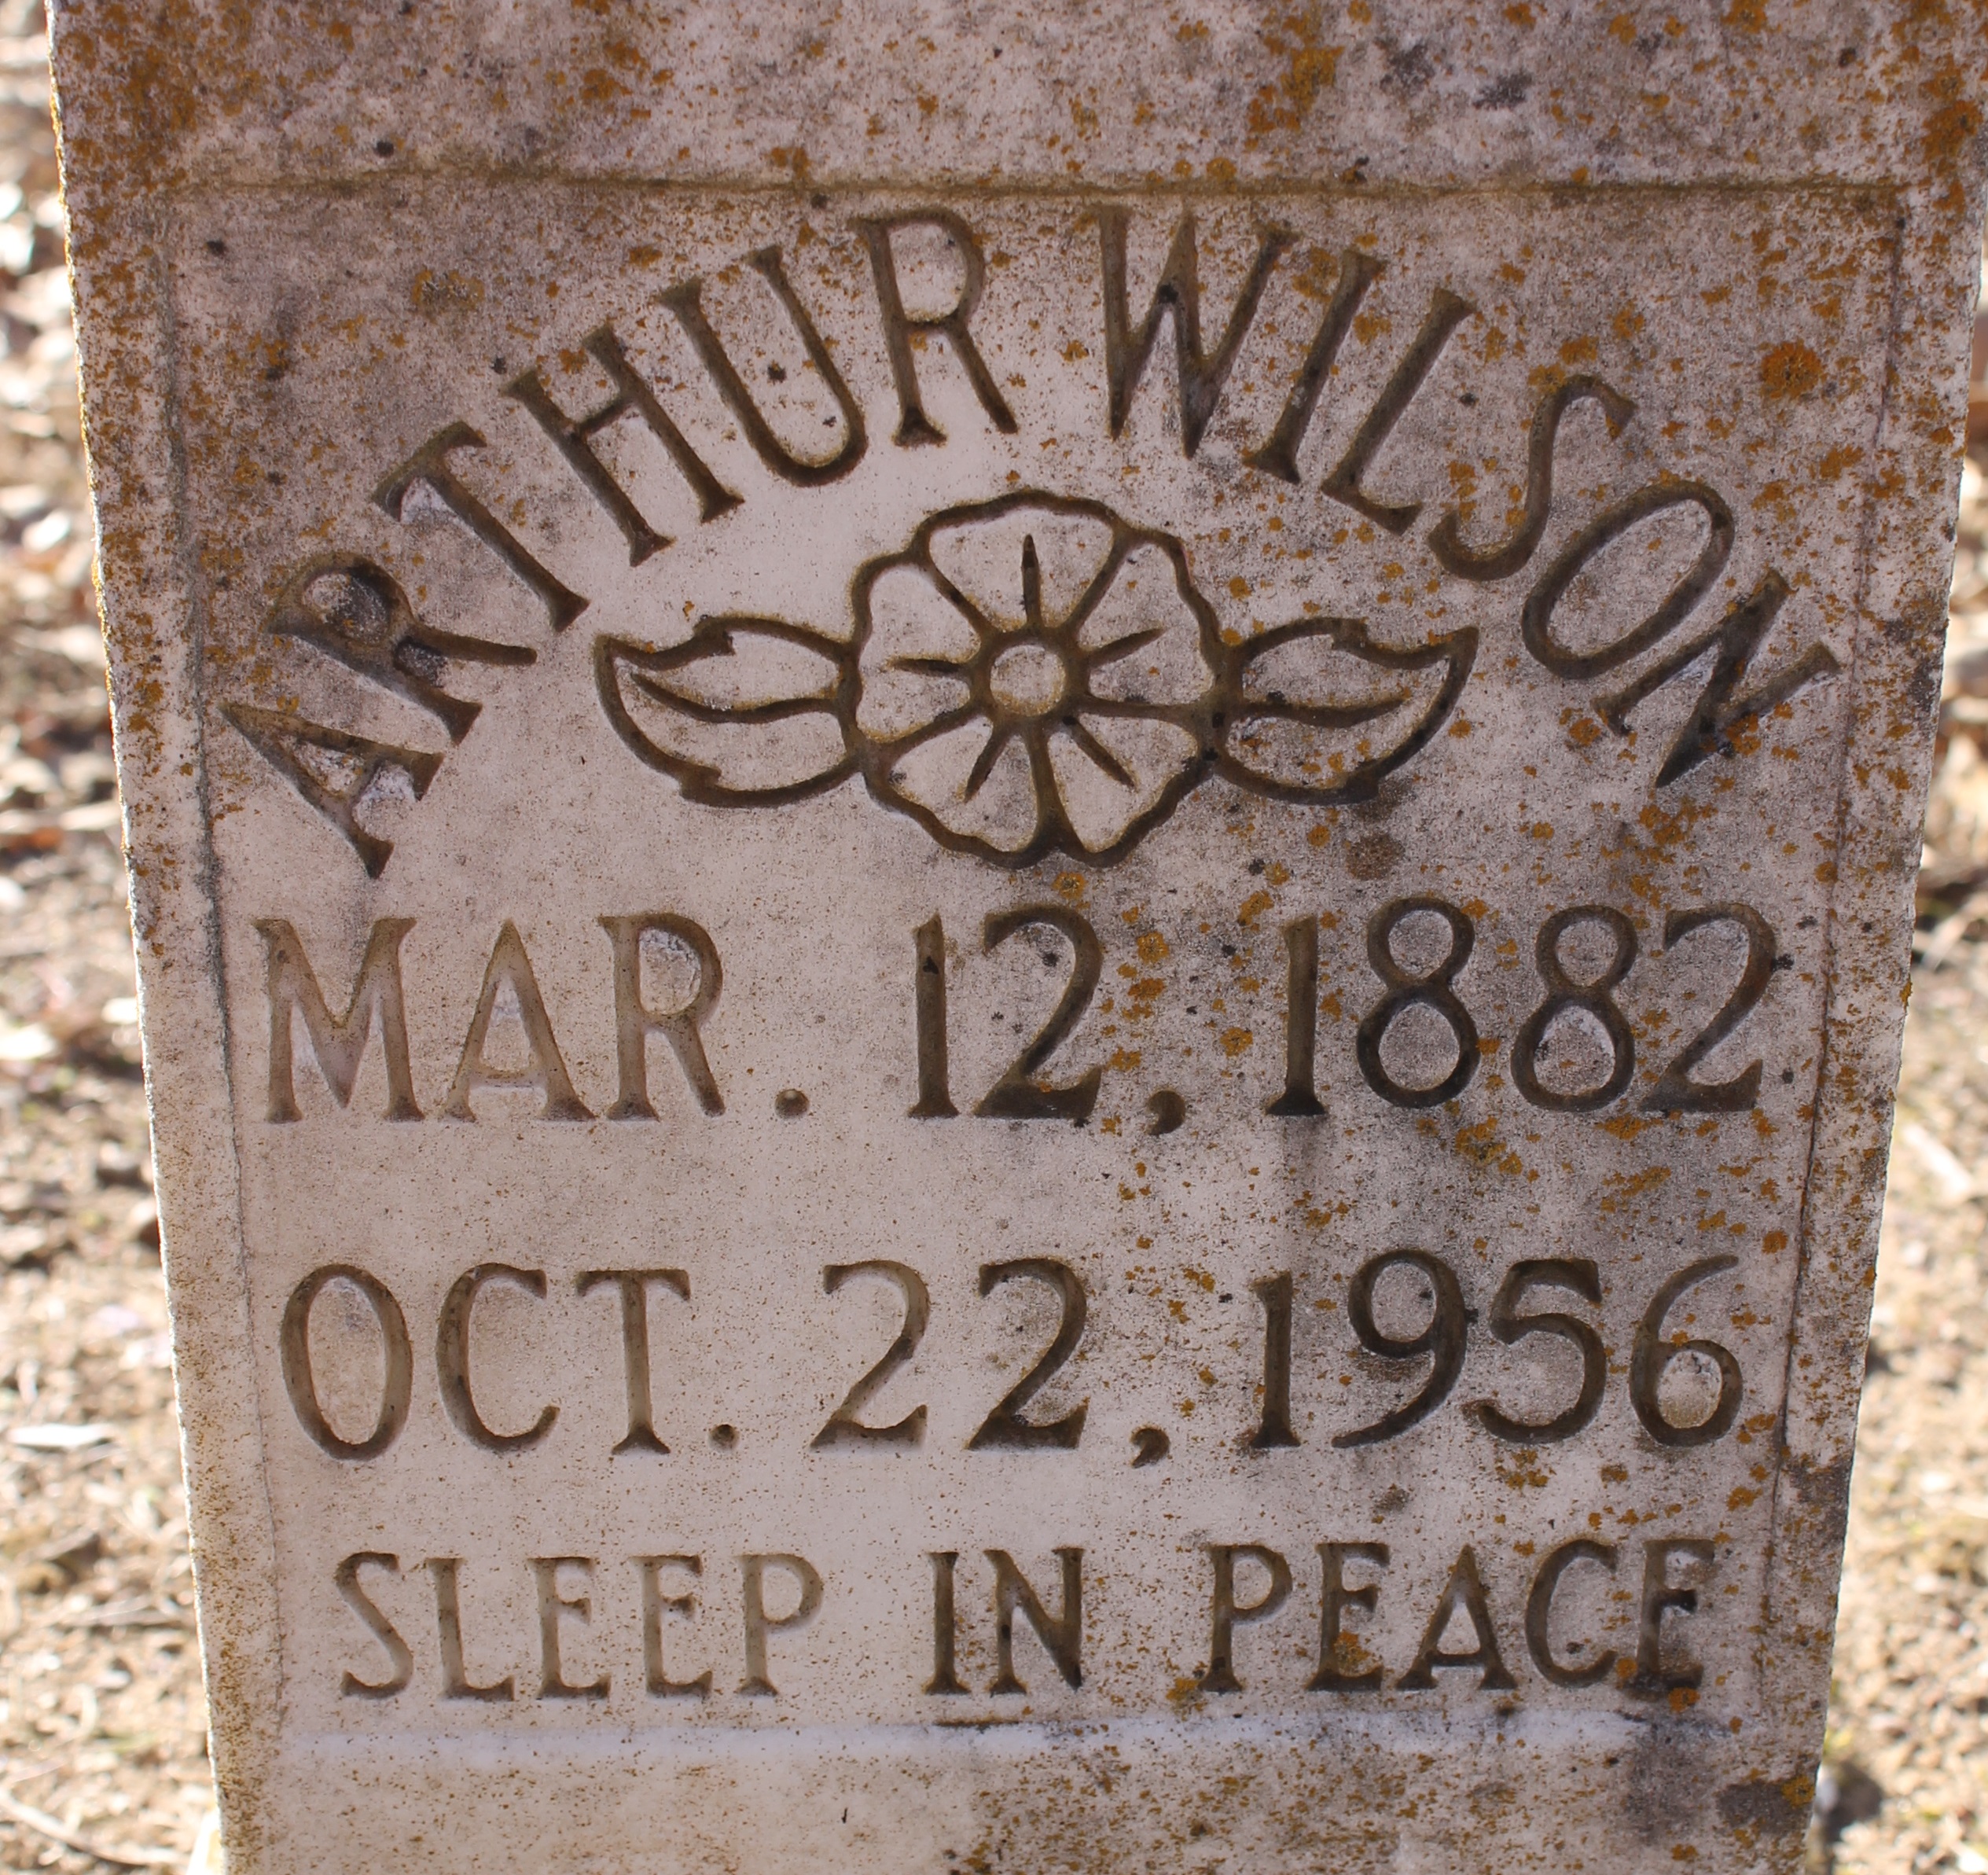 ARTHUR WILSON
MAR. 12, 1882
OCT. 22, 1956
SLEEP IN PEACE